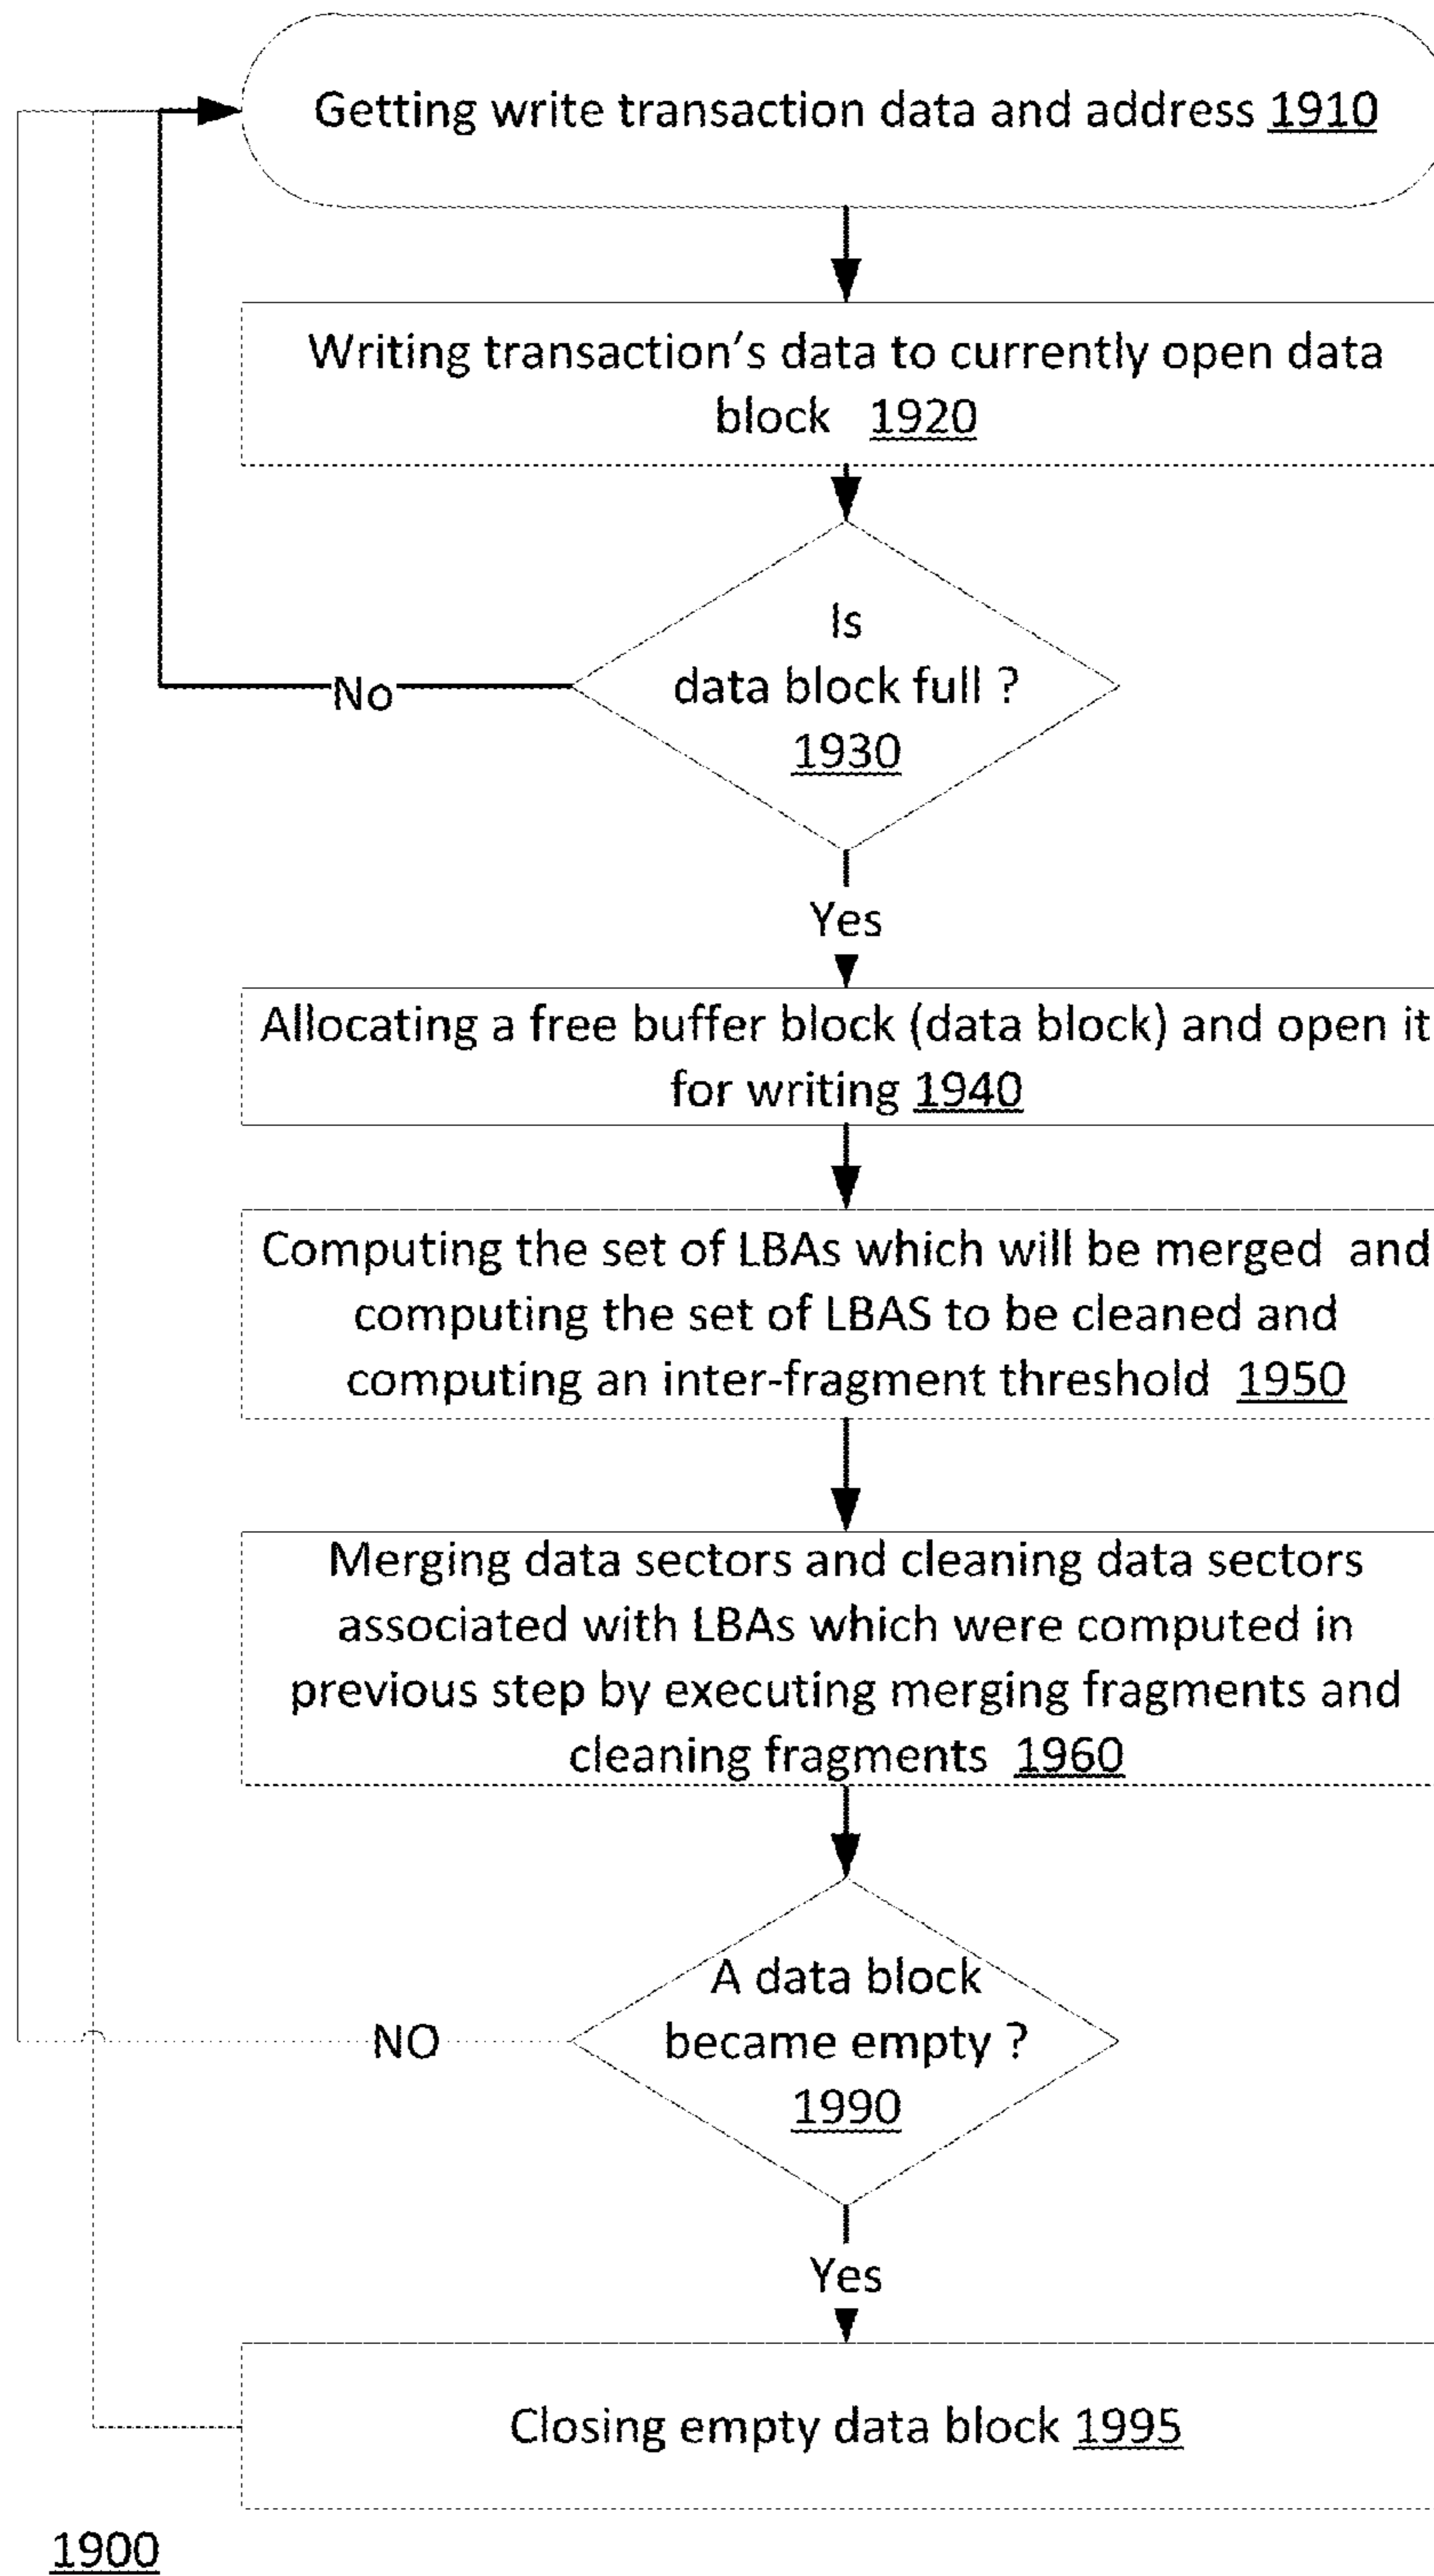 Getting write transaction data and address 1910
Writing transaction's data to currently open data
block 1920
Is
data block full ?
1930
No
Yes
Allocating a free buffer block (data block) and open it
for writing 1940
Computing the set of LBAs which will be merged and
computing the set of LBAS to be cleaned and
computing an inter-fragment threshold 1950
Merging data sectors and cleaning data sectors
associated with LBAs which were computed in
previous step by executing merging fragments and
cleaning fragments 1960
A data block
became empty ?
1990
NO
Yes
Closing empty data block 1995
1900